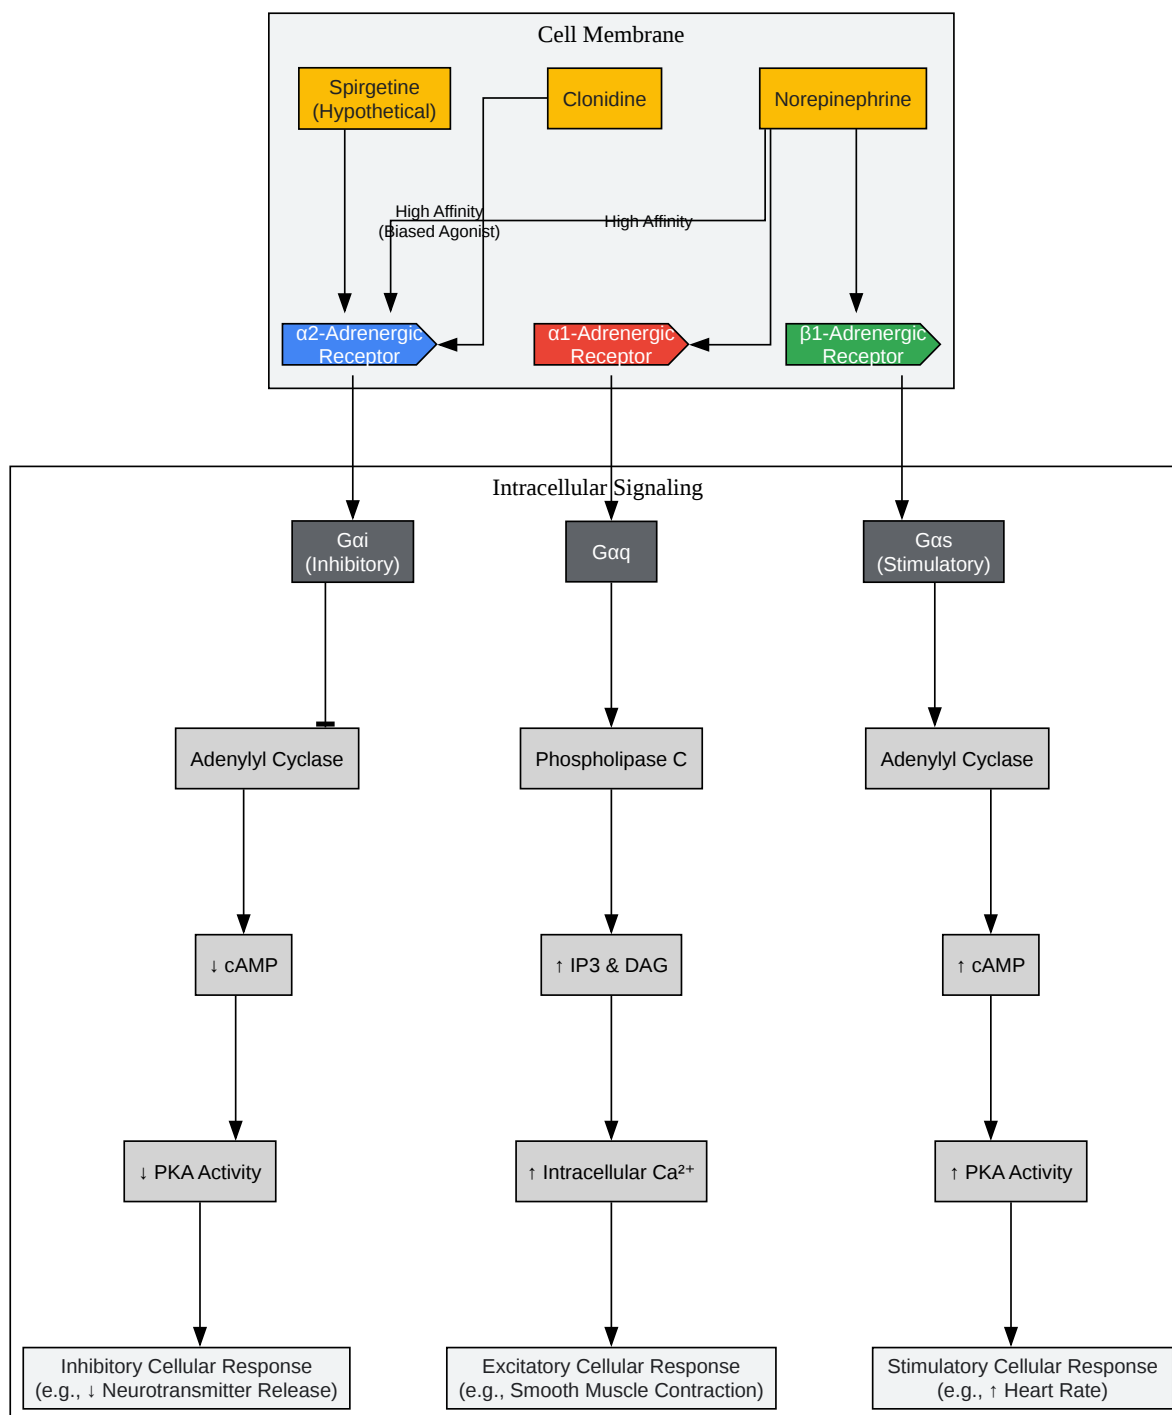 Cell Membrane
Spirgetine
(Hypothetical)
Clonidine
Norepinephrine
High Affinity
(Biased Agonist)
High Affinity
α2-Adrenergic
Receptor
α1-Adrenergic
Receptor
β1-Adrenergic
Receptor
Intracellular Signaling
Gαi
(Inhibitory)
Gαq
Gαs
(Stimulatory)
Adenylyl Cyclase
Phospholipase C
Adenylyl Cyclase
↓ cAMP
↑ IP3 & DAG
↑ cAMP
↓ PKA Activity
↑ Intracellular Ca²⁺
↑ PKA Activity
Inhibitory Cellular Response
(e.g., ↓ Neurotransmitter Release)
Excitatory Cellular Response
(e.g., Smooth Muscle Contraction)
Stimulatory Cellular Response
(e.g., ↑ Heart Rate)